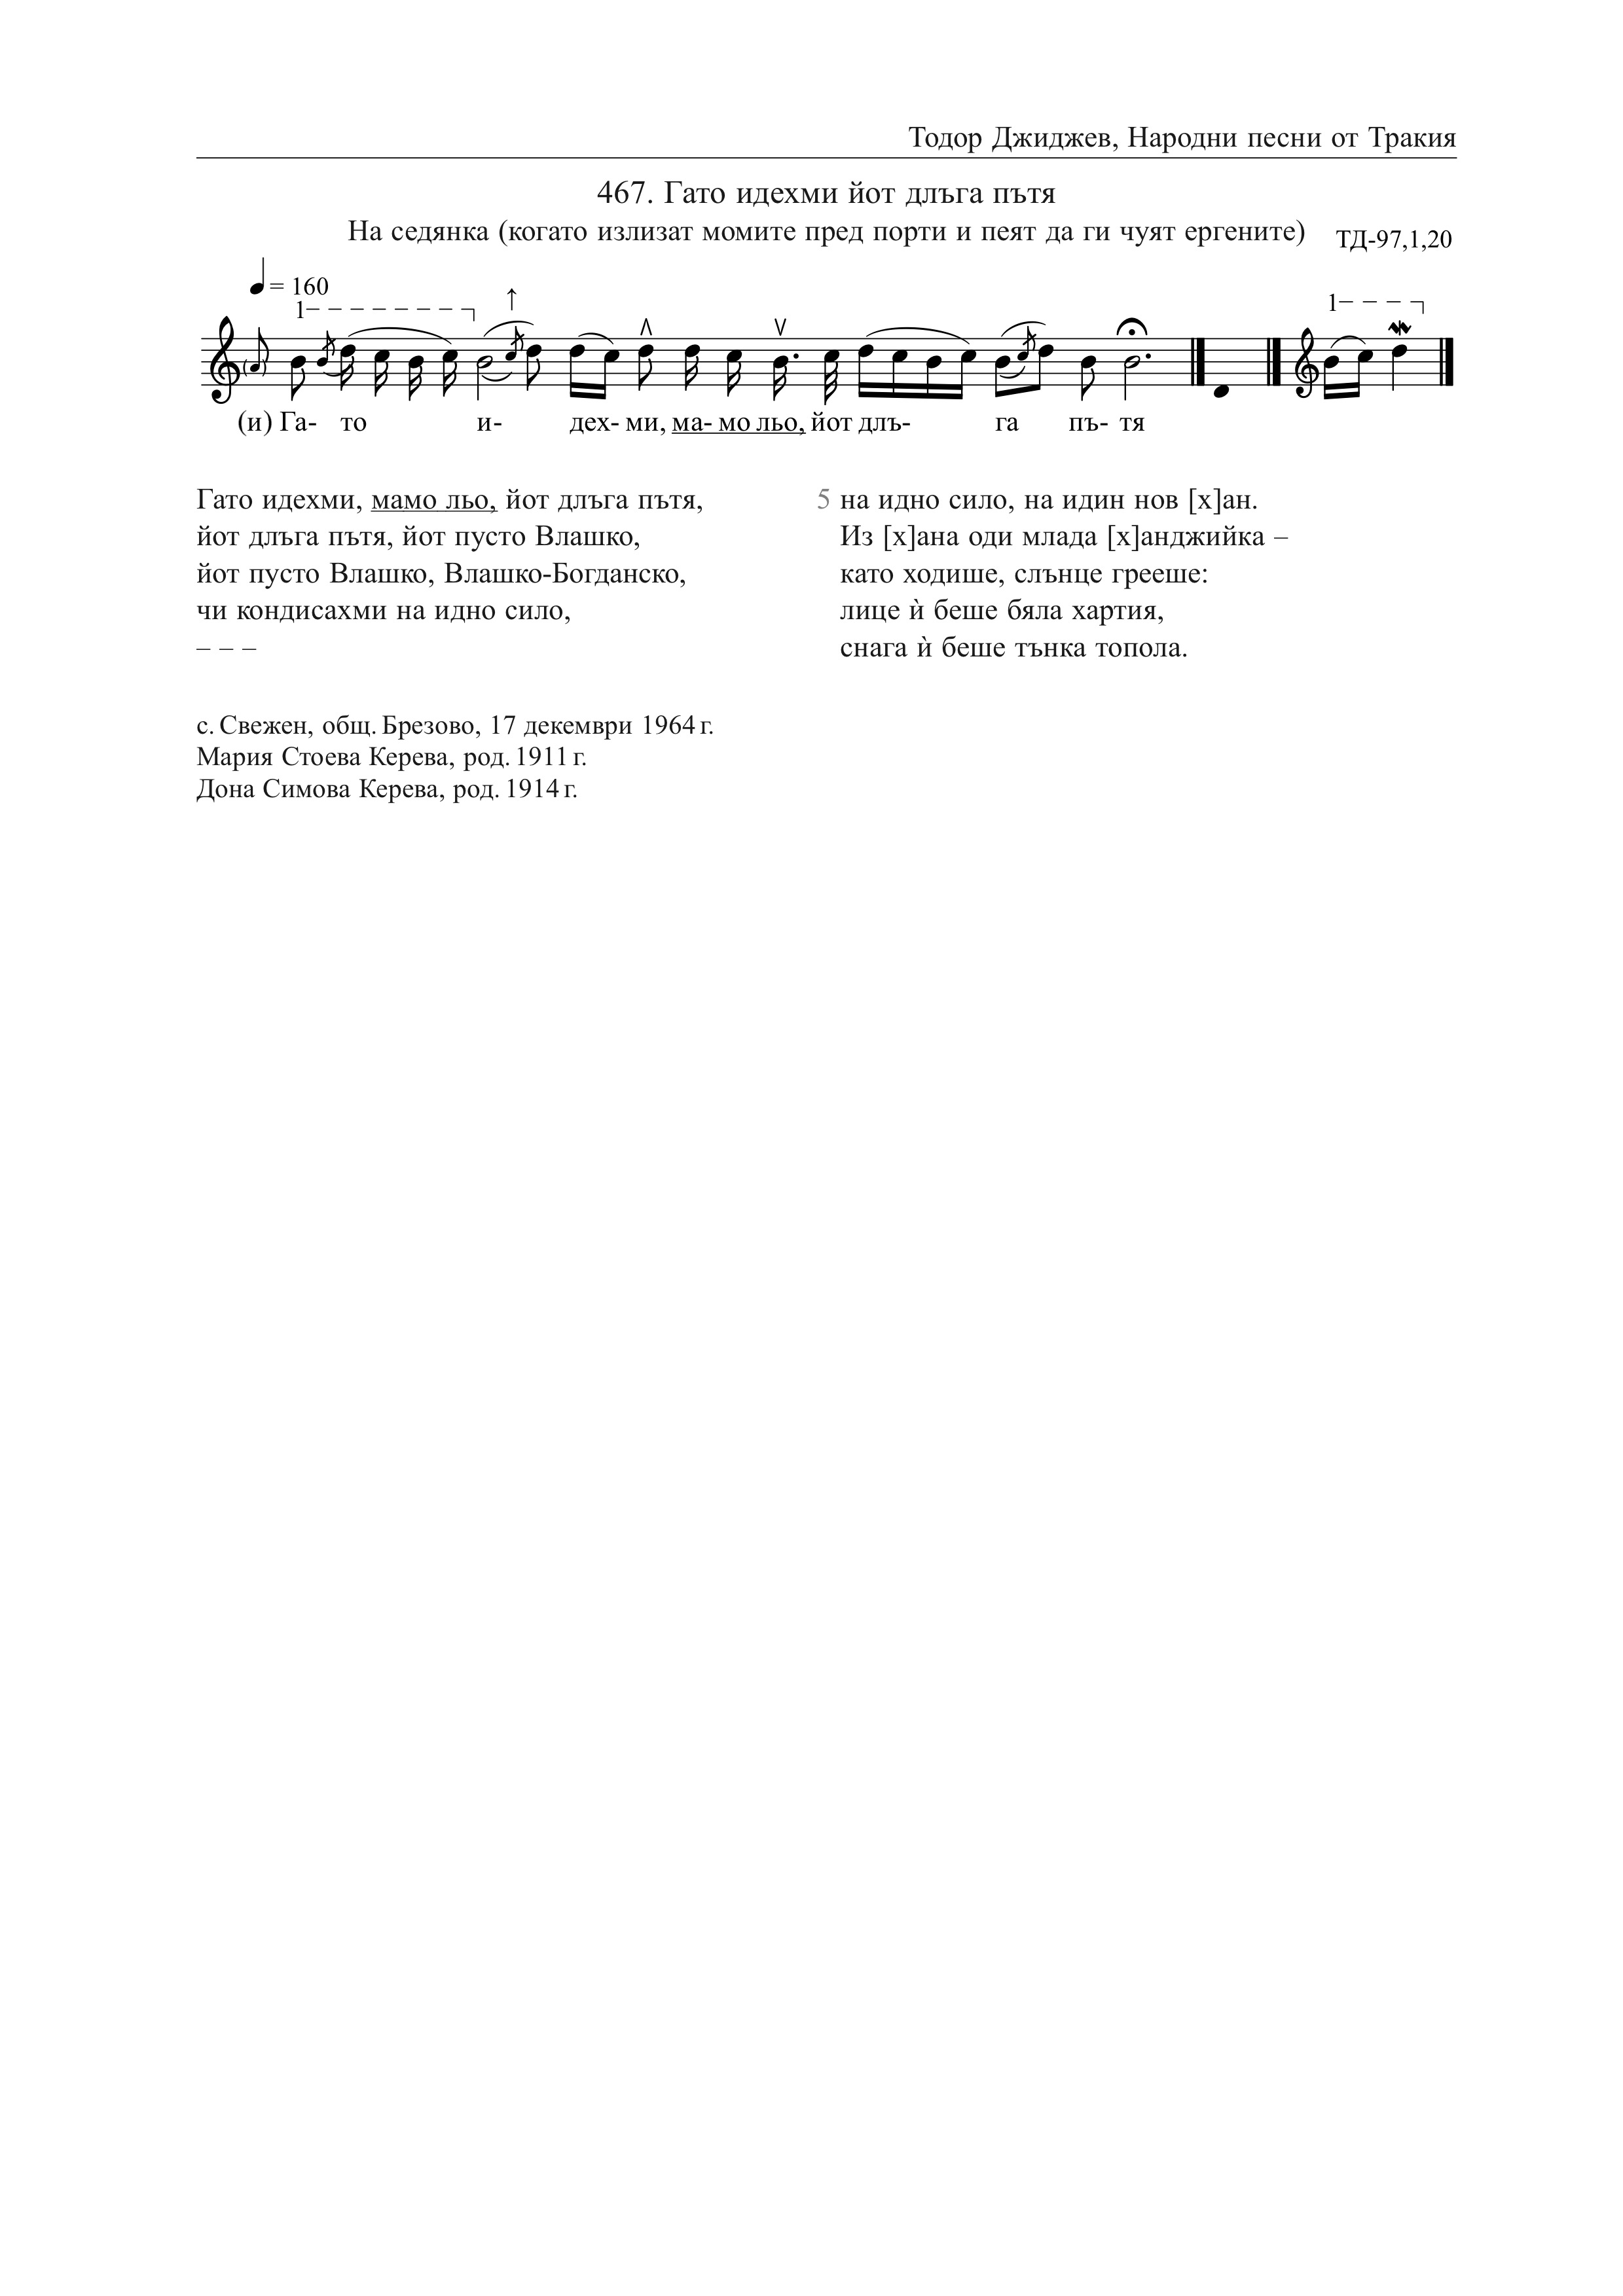 Тодор Джиджев, Народни песни от Тракия
467. Гато идехми йот длъга пътя
На седянка (когато излизат момите пред порти и пеят да ги чуят ергените)
ТД-97,1,20
= 160
1
1
(и) Га- то и- дех- ми, ма- мо льо, йот длъ- га пъ- тя
Гато идехми, мамо льо, йот длъга пътя,
йот длъга пътя, йот пусто Влашко,
йот пусто Влашко, Влашко-Богданско,
чи кондисахми на идно сило,
– – –
5 на идно сило, на идин нов [х]ан.
Из [х]ана оди млада [х]анджийка –
като ходише, слънце грееше:
лице ѝ беше бяла хартия,
снага ѝ беше тънка топола.
с. Свежен, общ. Брезово, 17 декември 1964 г.
Мария Стоева Керева, род. 1911 г.
Дона Симова Керева, род. 1914 г.